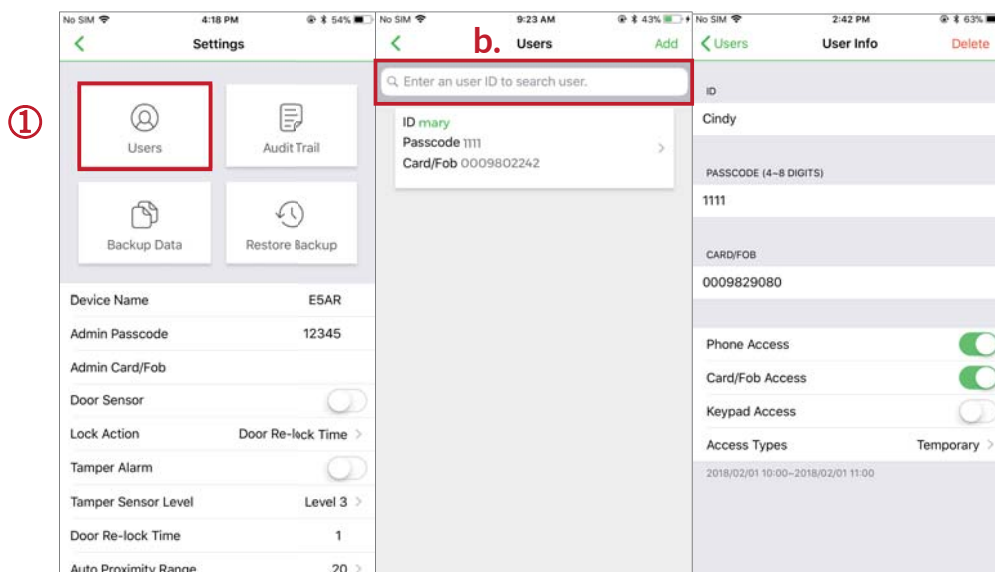 No SIM 4:18 PM 54%
Settings
①
Users
Audit Trail
Backup Data
Restore Backup
Device Name E5AR
Admin Passcode 12345
Admin Card/Fob
Door Sensor
Lock Action Door Re-lock Time >
Tamper Alarm
Tamper Sensor Level Level 3 >
Door Re-lock Time 1
Auto Proximity Range 20 >
No SIM 9:23 AM 43%
b.
Users Add
Enter an user ID to search user.
ID mary
Passcode 1111
Card/Fob 0009802242
No SIM 2:42 PM 63%
Users User Info Delete
ID
Cindy
PASSCODE (4~8 DIGITS)
1111
CARD/FOB
0009829080
Phone Access
Card/Fob Access
Keypad Access
Access Types Temporary >
2018/02/01 10:00~2018/02/01 11:00